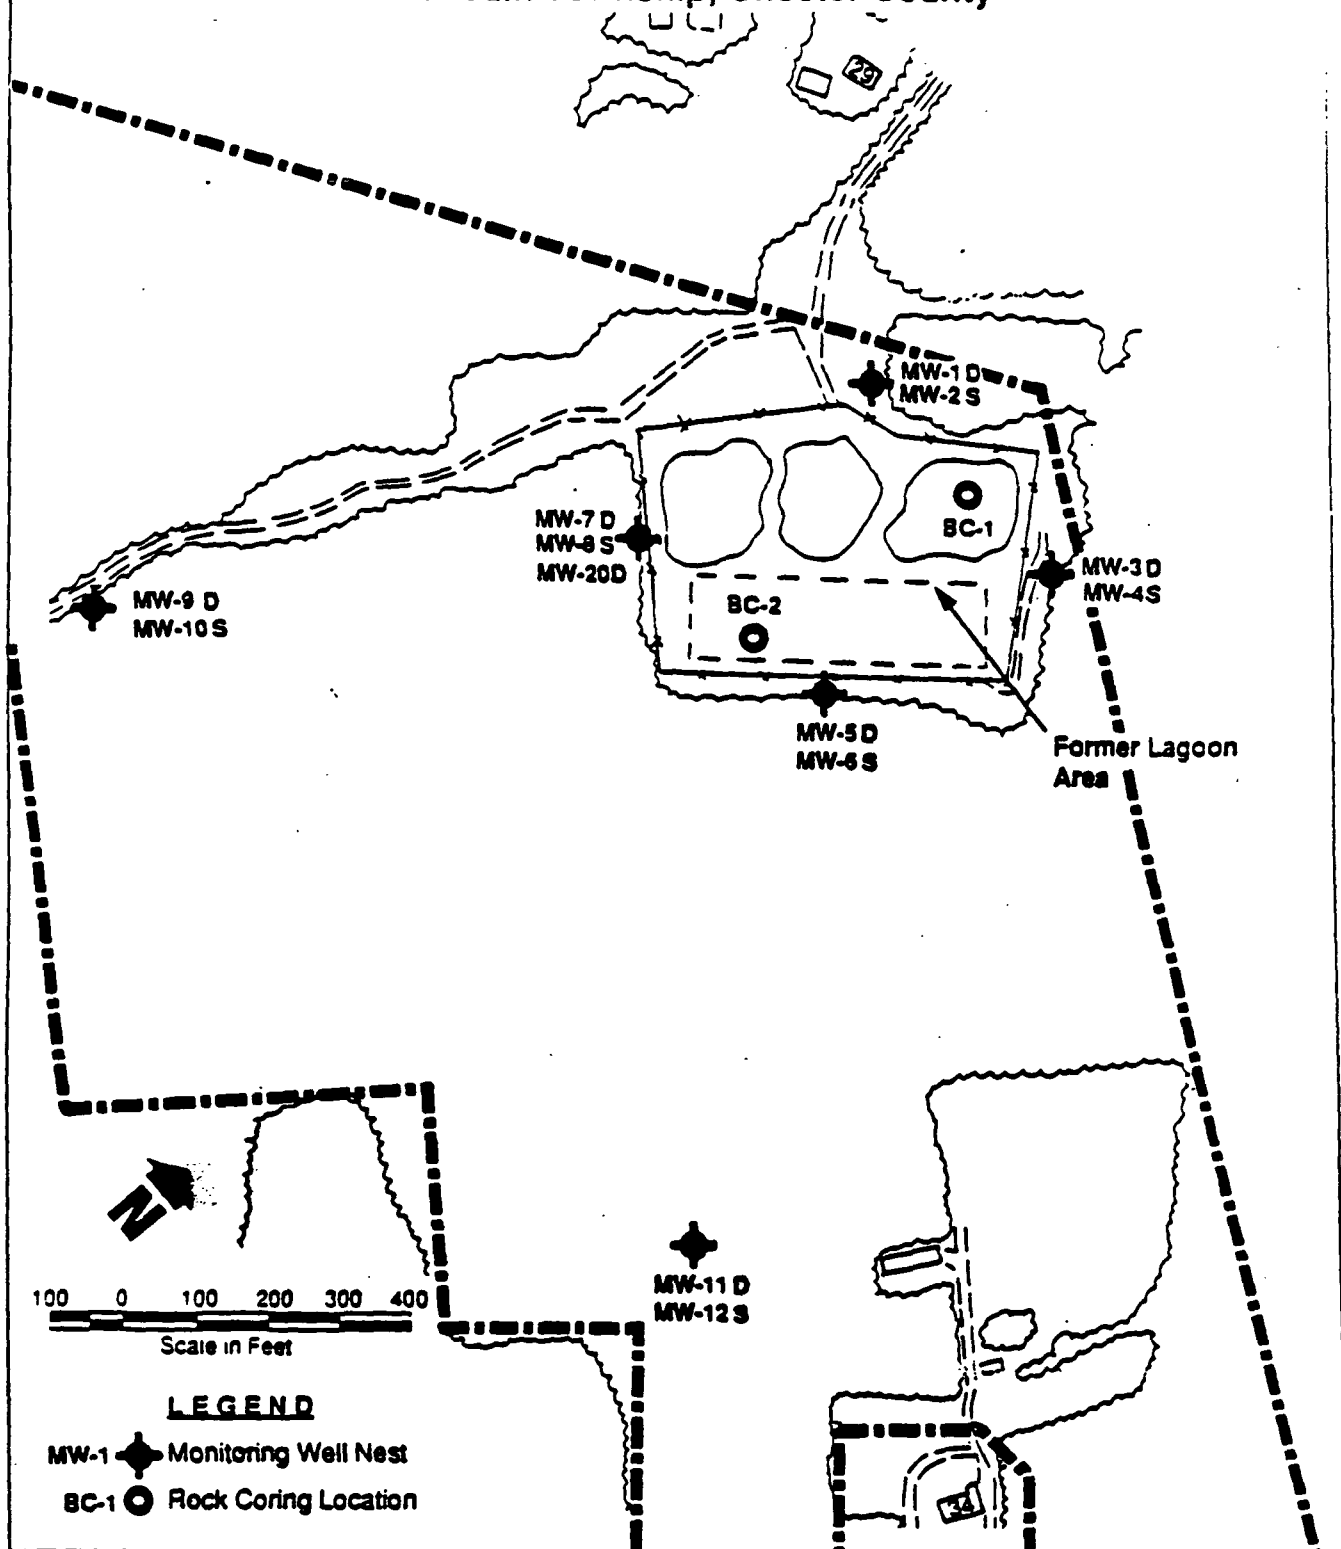 29
MW-1 D
MW-2 S
BC-1
MW-7 D
MW-8 S
MW-20D
MW-3 D
MW-4S
BC-2
MW-9 D
MW-10 S
MW-5 D
MW-6 S
Former Lagoon
Area
N
MW-11 D
MW-12 S
100 0 100 200 300 400
Scale in Feet
LEGEND
MW-1 Monitoring Well Nest
BC-1 Rock Coring Location
34